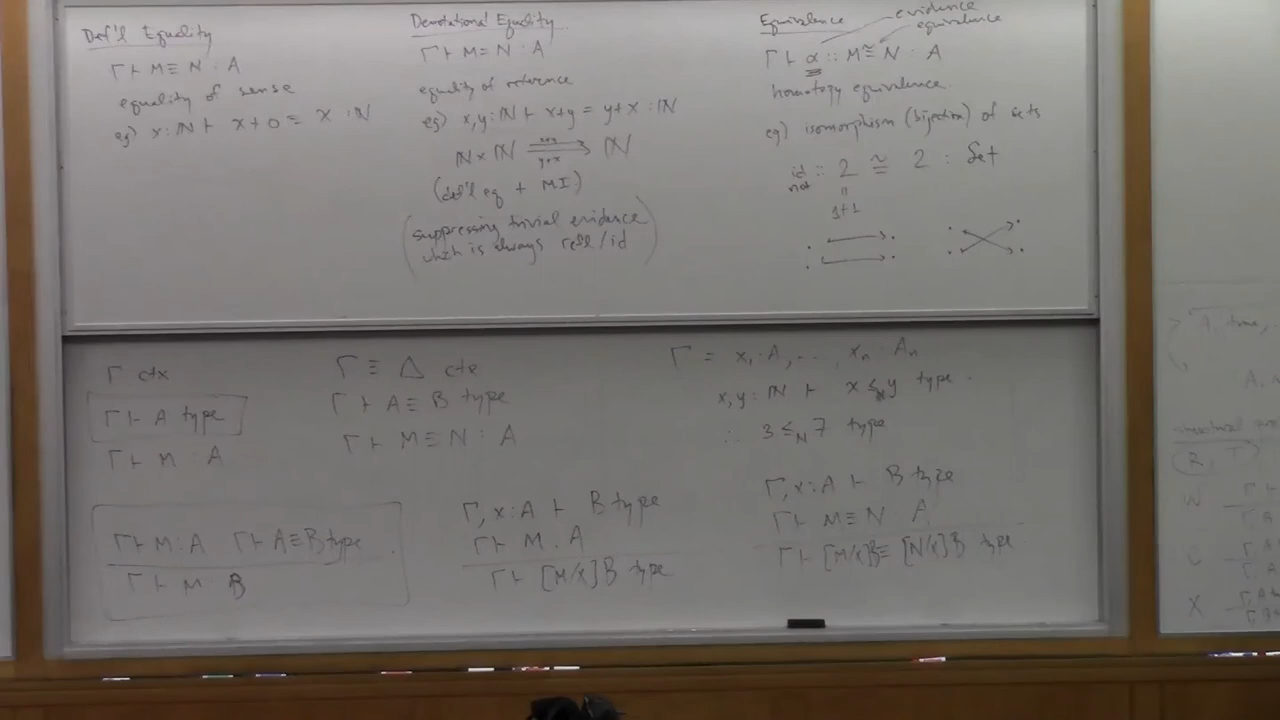 Def'l Equality
Γ ⊢ M ≡ N : A
equality of sense
eg) x:ℕ ⊢ x+0 ≡ x : ℕ
Denotational Equality
Γ ⊢ M = N : A
equality of reference
eg) x,y:ℕ ⊢ x+y = y+x : ℕ
x+y
ℕ × ℕ ⇉ ℕ
y+x
(def'l eq + MI)
(suppressing trivial evidence
which is always refl/id)
Equivalence
evidence
equivalence
Γ ⊢ α :: M ≅ N : A
homotopy equivalence
eg) isomorphism (bijection) of sets
id :: 2 ≅ 2 : Set
not
"
1+1
Γ ctx
Γ ⊢ A type
Γ ⊢ M : A
Γ ≡ Δ ctx
Γ ⊢ A ≡ B type
Γ ⊢ M ≡ N : A
Γ = x₁:A₁ ..., xₙ:Aₙ
x,y:ℕ ⊢ x ≤_ℕ y type
∴ 3 ≤_ℕ 7 type
Γ ⊢ M : A Γ ⊢ A ≡ B type
Γ ⊢ M : B
Γ, x:A ⊢ B type
Γ ⊢ M : A
Γ ⊢ [M/x]B type
Γ, x:A ⊢ B type
Γ ⊢ M ≡ N : A
Γ ⊢ [M/x]B ≡ [N/x]B type
structural
R, T
W
C
X